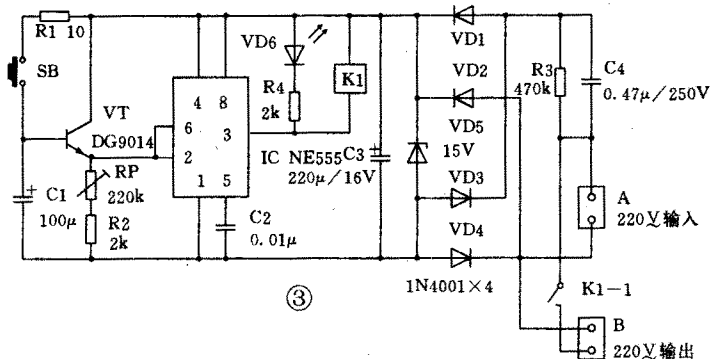 R1 10
SB
VT
DG9014
RP
220k
C1
100μ
R2
2k
4 8
6
2
3
1 5
C2
0.01μ
VD6
R4
2k
K1
IC NE555
C3
220μ/16V
VD1
VD2
VD5
15V
VD3
VD4
1N4001×4
R3
470k
C4
0.47μ/250V
A
220V输入
K1-1
B
220V输出
③